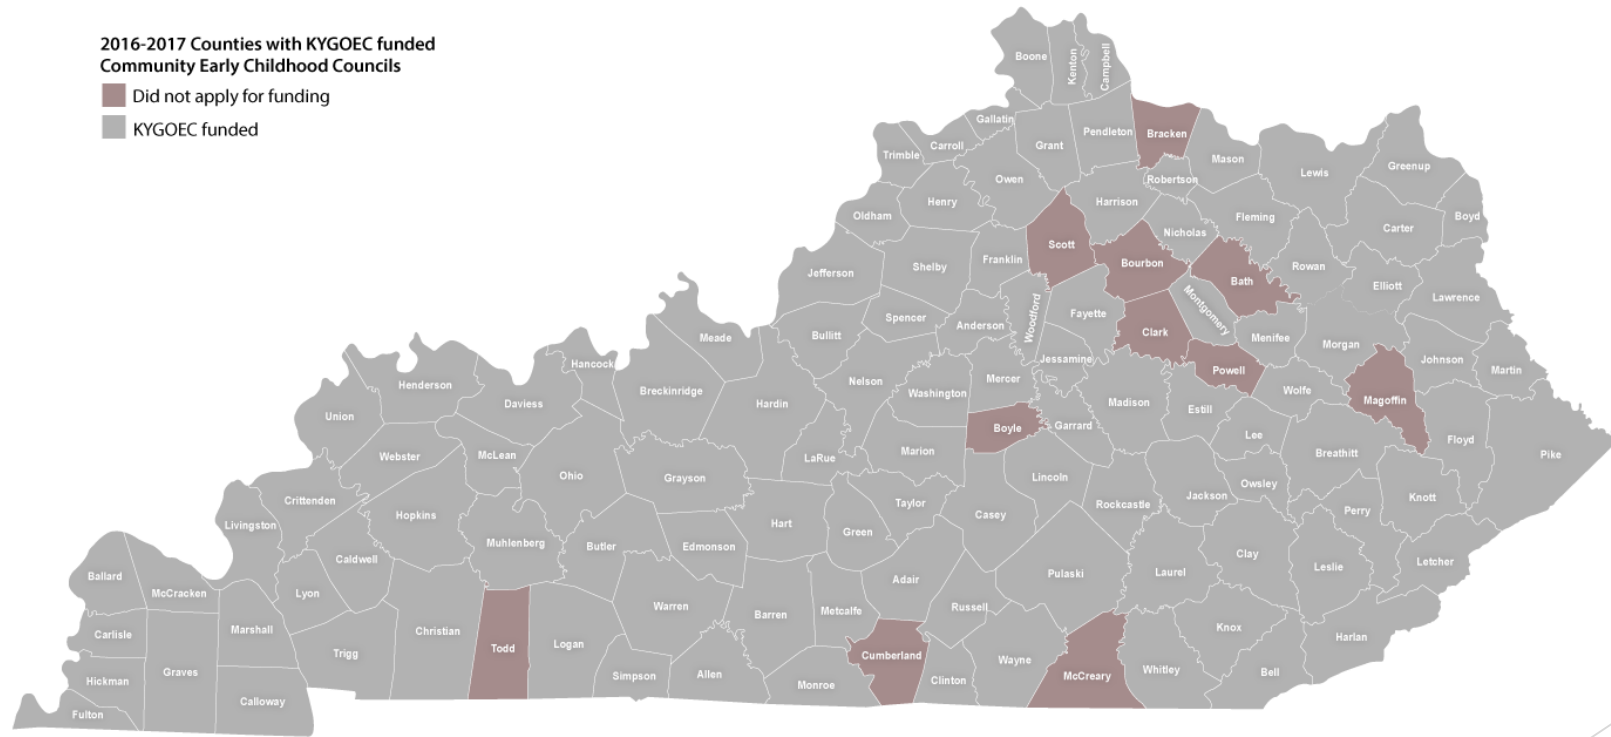 2016-2017 Counties with KYGOEC funded
Community Early Childhood Councils
Did not apply for funding
KYGOEC funded
Boone
Kenton
Campbell
Gallatin
Grant
Pendleton
Bracken
Trimble
Carroll
Owen
Robertson
Mason
Lewis
Greenup
Oldham
Henry
Harrison
Nicholas
Fleming
Carter
Boyd
Scott
Bourbon
Bath
Rowan
Elliott
Lawrence
Jefferson
Shelby
Franklin
Woodford
Fayette
Clark
Montgomery
Menifee
Morgan
Johnson
Martin
Spencer
Anderson
Bullitt
Meade
Hancock
Breckinridge
Hardin
Nelson
Washington
Mercer
Jessamine
Madison
Powell
Estill
Wolfe
Magoffin
Floyd
Pike
Henderson
Union
Daviess
Webster
McLean
Ohio
Grayson
LaRue
Marion
Boyle
Garrard
Lincoln
Rockcastle
Jackson
Lee
Owsley
Breathitt
Perry
Knott
Crittenden
Livingston
Hopkins
Muhlenberg
Butler
Edmonson
Hart
Green
Taylor
Casey
Pulaski
Laurel
Clay
Leslie
Letcher
Ballard
McCracken
Caldwell
Lyon
Christian
Todd
Logan
Warren
Barren
Metcalfe
Adair
Russell
Knox
Harlan
Carlisle
Marshall
Trigg
Hickman
Graves
Calloway
Fulton
Simpson
Allen
Monroe
Cumberland
Clinton
Wayne
McCreary
Whitley
Bell